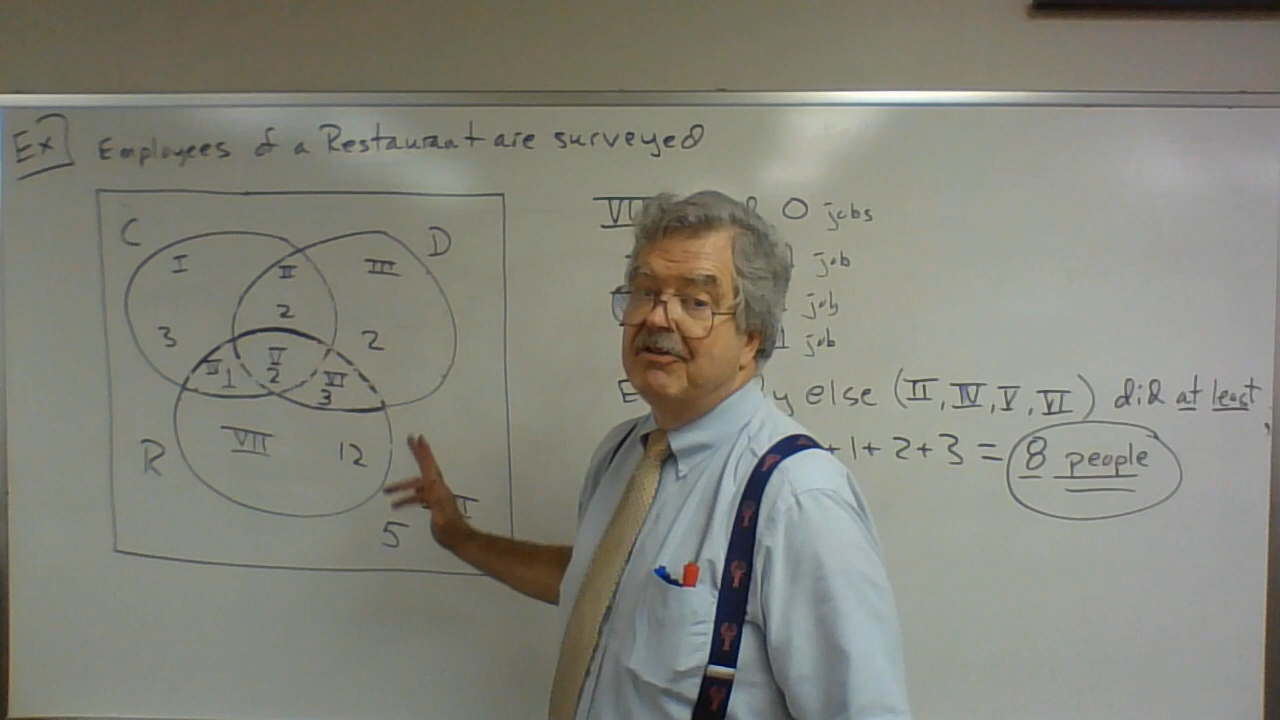 Ex] Employees of a Restaurant are surveyed
C
D
I
II
III
3
2
2
IV 1
V
2
VI
3
R
VII
12
5
0 jobs
1 job
job
1 job
else (II, IV, V, VI) did at least
+1+2+3 = 8 people